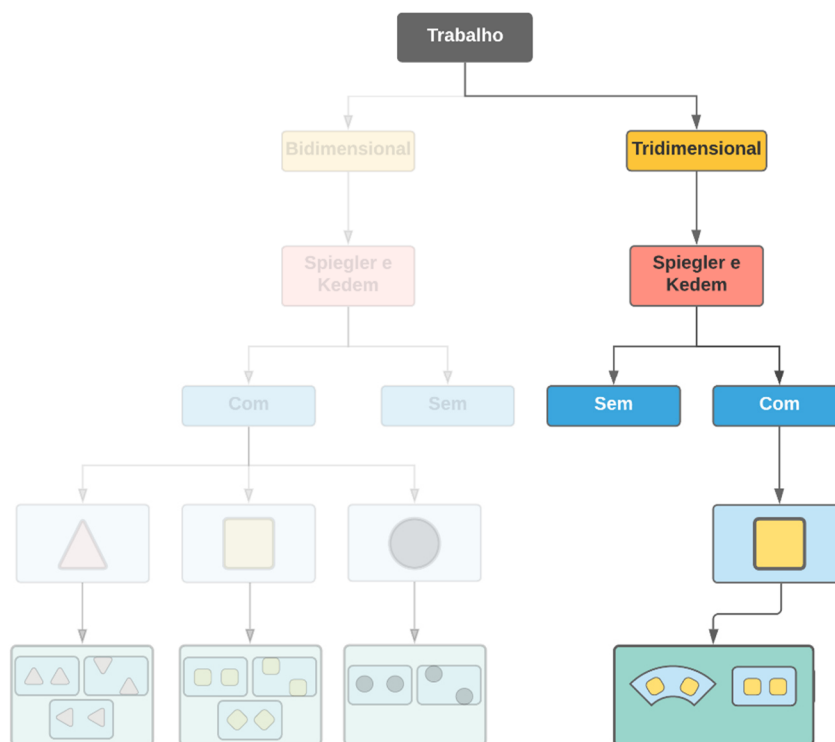 Trabalho
Bidimensional
Tridimensional
Spiegler e
Kedem
Spiegler e
Kedem
Com
Sem
Sem
Com